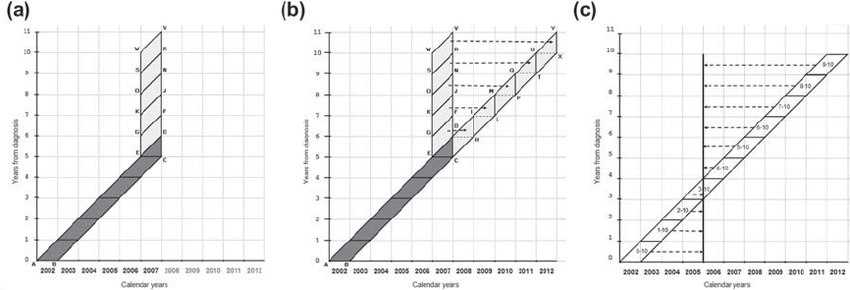 (a)
11
10
9
8
7
6
5
4
3
2
1
0
Years from dagnosis
V
W
R
S
N
O
J
K
F
G
D
E
C
A
B
2002 2003 2004 2005 2006 2007 2008 2009 2010 2011 2012
Calendar years
(b)
11
10
9
8
7
6
5
4
3
2
1
0
Years from dagnosis
V
Y
W
R
U
X
S
N
Q
T
O
J
M
P
K
F
I
L
G
D
H
E
C
A
B
2002 2003 2004 2005 2006 2007 2008 2009 2010 2011 2012
Calendar years
(c)
11
10
9
8
7
6
5
4
3
2
1
0
Years from diagnosis
9-10
8-10
7-10
6-10
5-10
4-10
3-10
2-10
1-10
0-10
2002 2003 2004 2005 2006 2007 2008 2009 2010 2011 2012
Calendar years